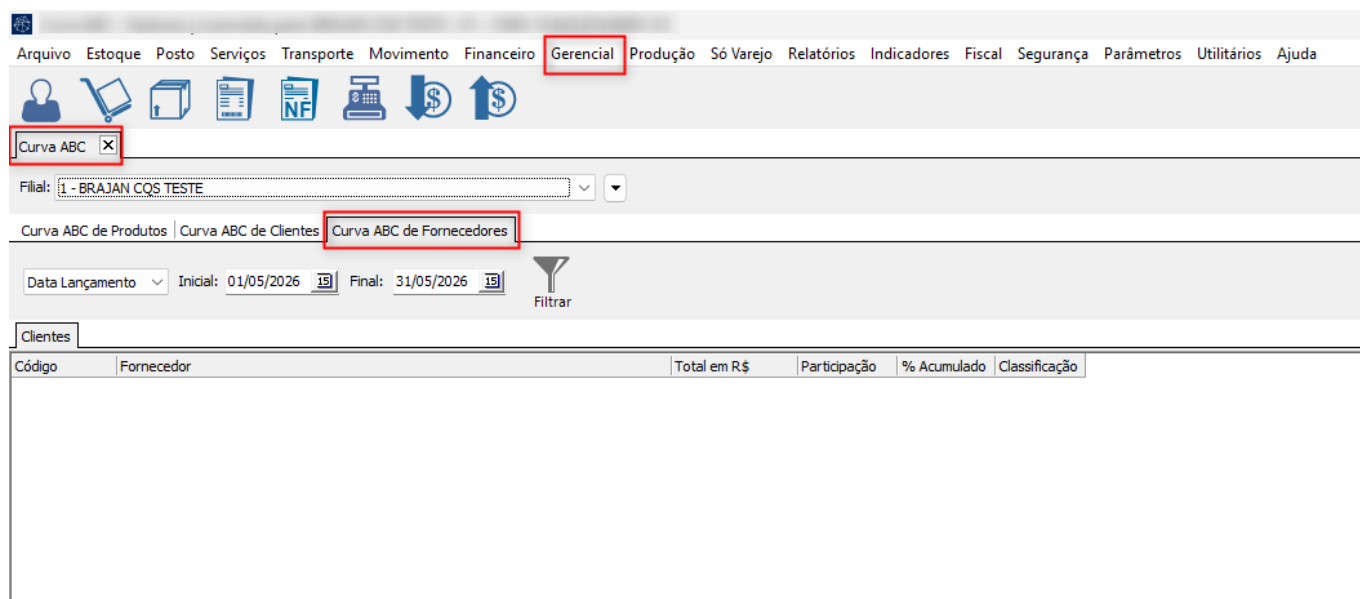 Arquivo Estoque Posto Serviços Transporte Movimento Financeiro Gerencial Produção Só Varejo Relatórios Indicadores Fiscal Segurança Parâmetros Utilitários Ajuda
NF
Curva ABC
Filial: 1 - BRAJAN CQS TESTE
Curva ABC de Produtos Curva ABC de Clientes Curva ABC de Fornecedores
Data Lançamento Inicial: 01/05/2026 15 Final: 31/05/2026 15
Filtrar
Clientes
Código Fornecedor Total em R$ Participação % Acumulado Classificação